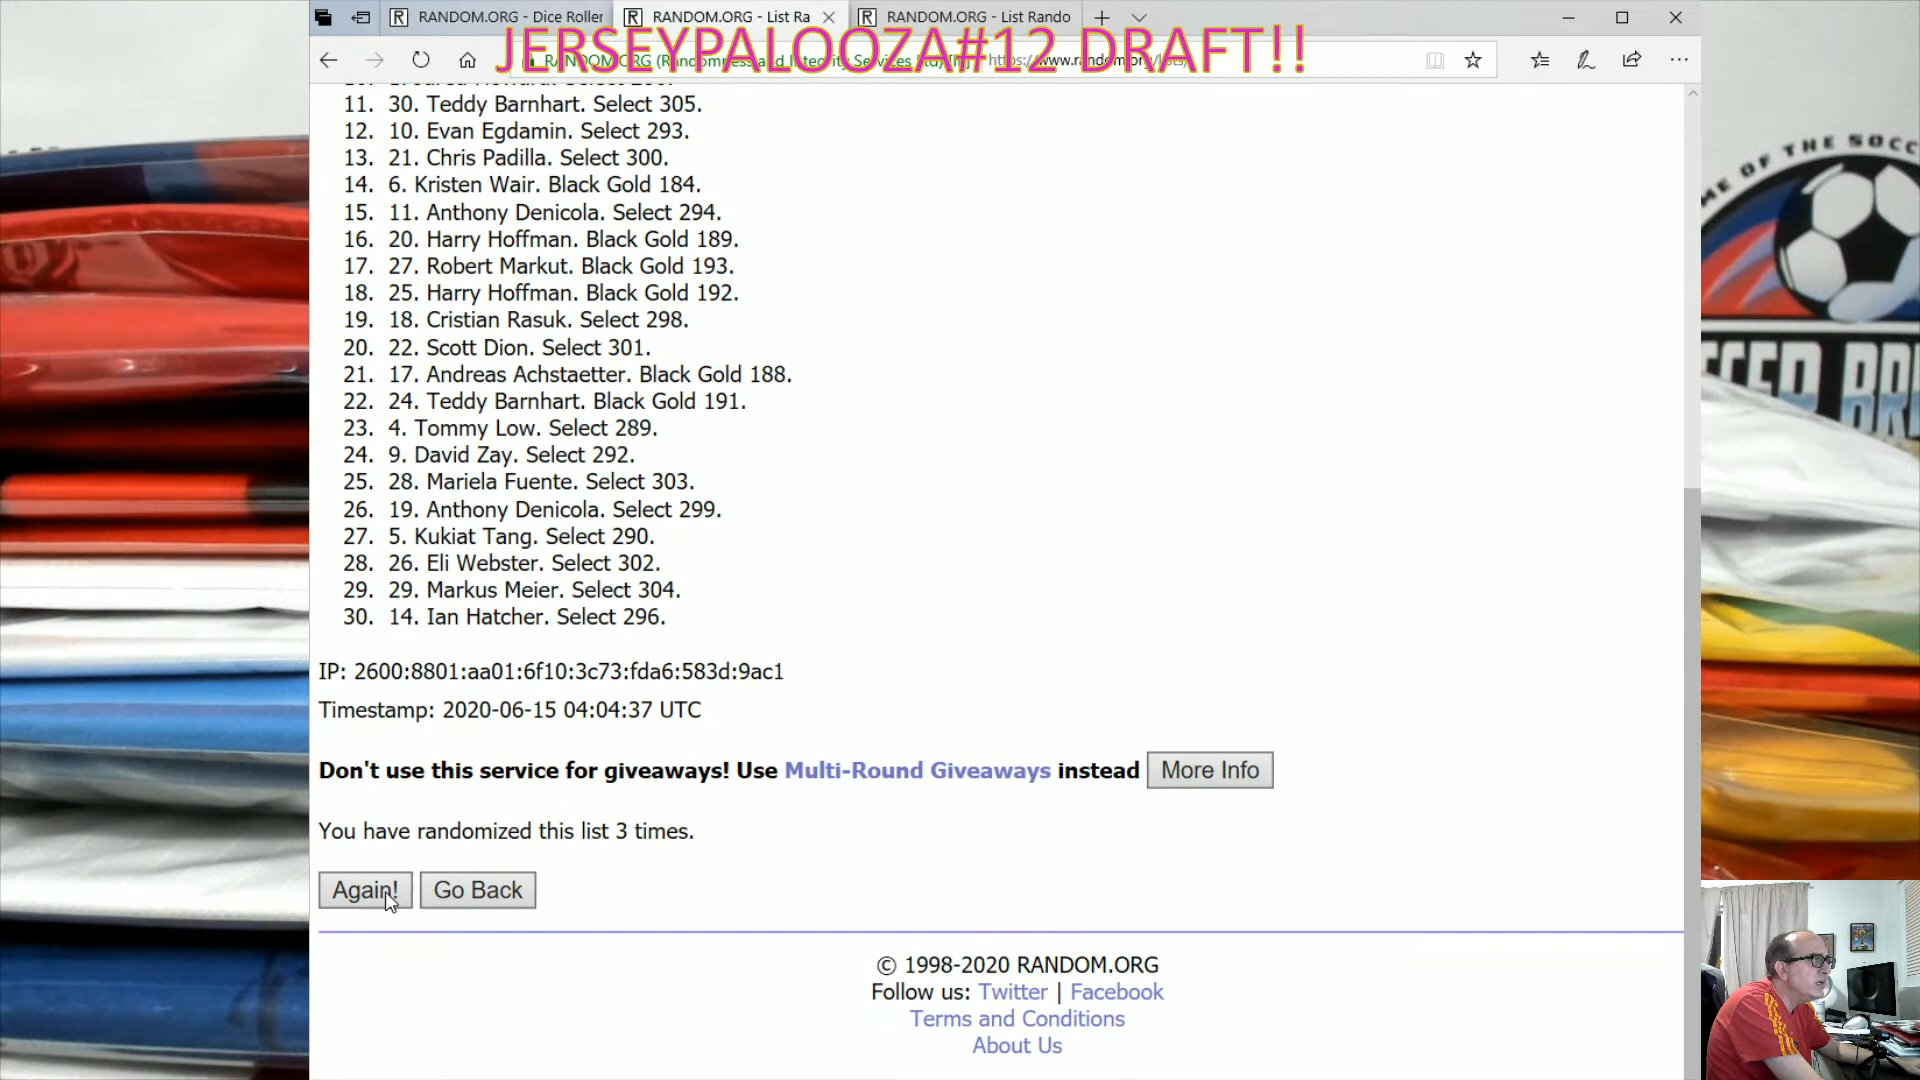 RANDOM.ORG - Dice Roller
RANDOM.ORG - List Ra
RANDOM.ORG - List Rando
JERSEYPALOOZA#12 DRAFT!!
11. 30. Teddy Barnhart. Select 305.
12. 10. Evan Egdamin. Select 293.
13. 21. Chris Padilla. Select 300.
14. 6. Kristen Wair. Black Gold 184.
15. 11. Anthony Denicola. Select 294.
16. 20. Harry Hoffman. Black Gold 189.
17. 27. Robert Markut. Black Gold 193.
18. 25. Harry Hoffman. Black Gold 192.
19. 18. Cristian Rasuk. Select 298.
20. 22. Scott Dion. Select 301.
21. 17. Andreas Achstaetter. Black Gold 188.
22. 24. Teddy Barnhart. Black Gold 191.
23. 4. Tommy Low. Select 289.
24. 9. David Zay. Select 292.
25. 28. Mariela Fuente. Select 303.
26. 19. Anthony Denicola. Select 299.
27. 5. Kukiat Tang. Select 290.
28. 26. Eli Webster. Select 302.
29. 29. Markus Meier. Select 304.
30. 14. Ian Hatcher. Select 296.
IP: 2600:8801:aa01:6f10:3c73:fda6:583d:9ac1
Timestamp: 2020-06-15 04:04:37 UTC
Don't use this service for giveaways! Use Multi-Round Giveaways instead More Info
You have randomized this list 3 times.
Again! Go Back
© 1998-2020 RANDOM.ORG
Follow us: Twitter | Facebook
Terms and Conditions
About Us
OF THE SOCC